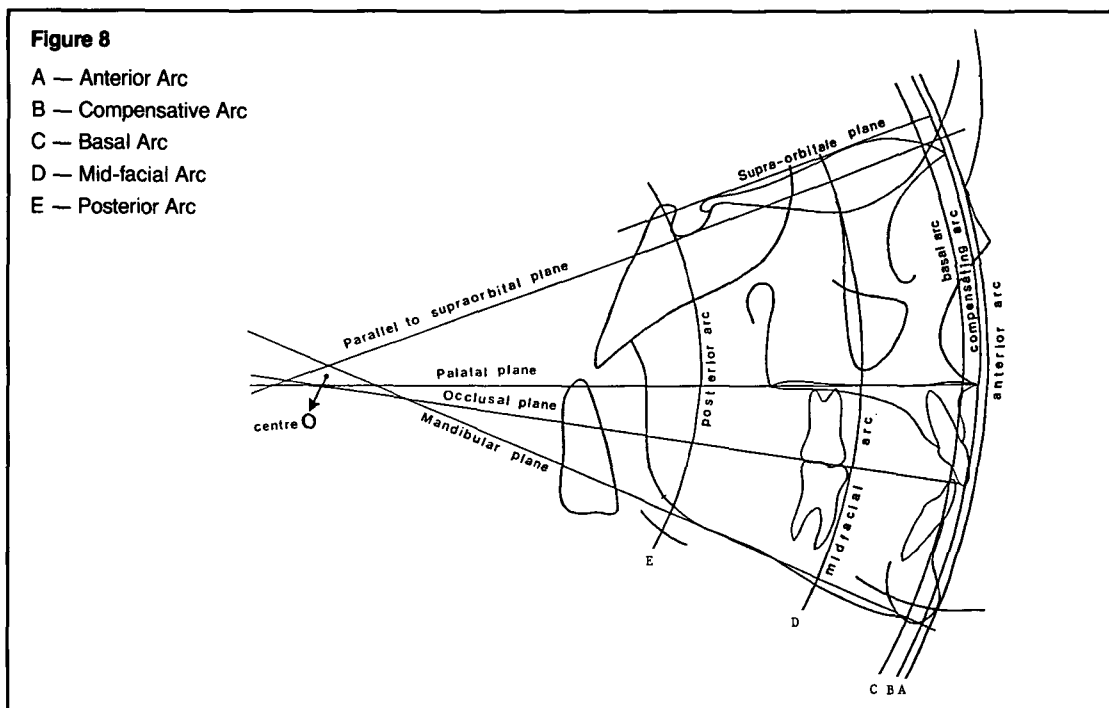 Figure 8
A — Anterior Arc
B — Compensative Arc
C — Basal Arc
D — Mid-facial Arc
E — Posterior Arc
Supra-orbitale plane
Parallel to supraorbital plane
Palatal plane
Occlusal plane
Mandibular plane
centre O
posterior arc
midracial arc
basal arc
compensating arc
anterior arc
E
D
C B A